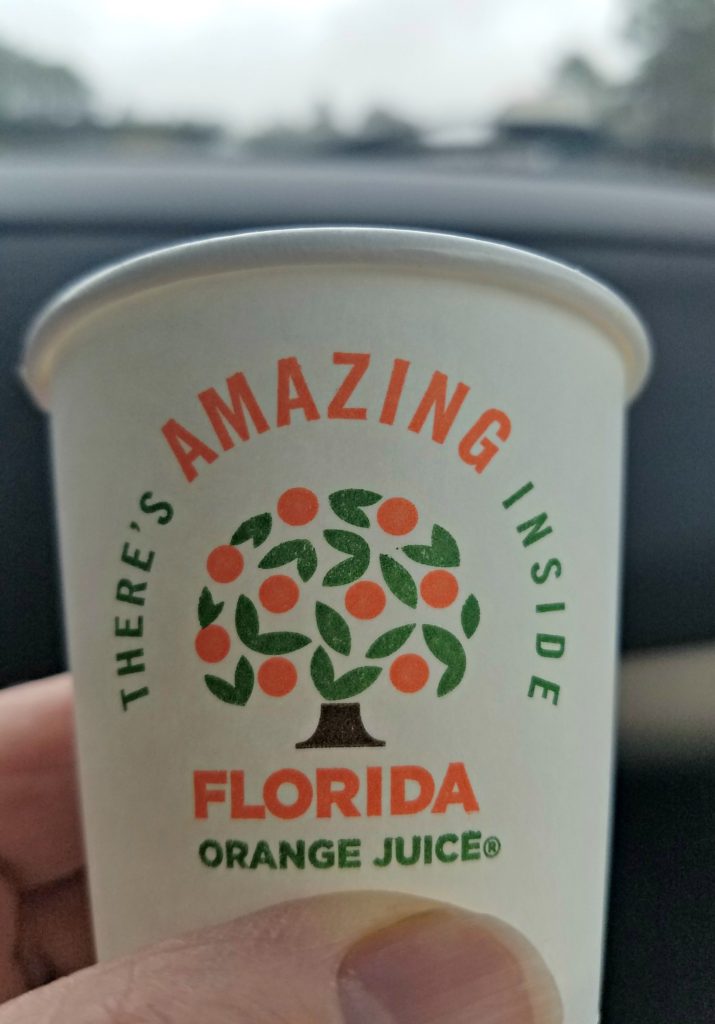 THERE'S AMAZING INSIDE
FLORIDA
ORANGE JUICE®